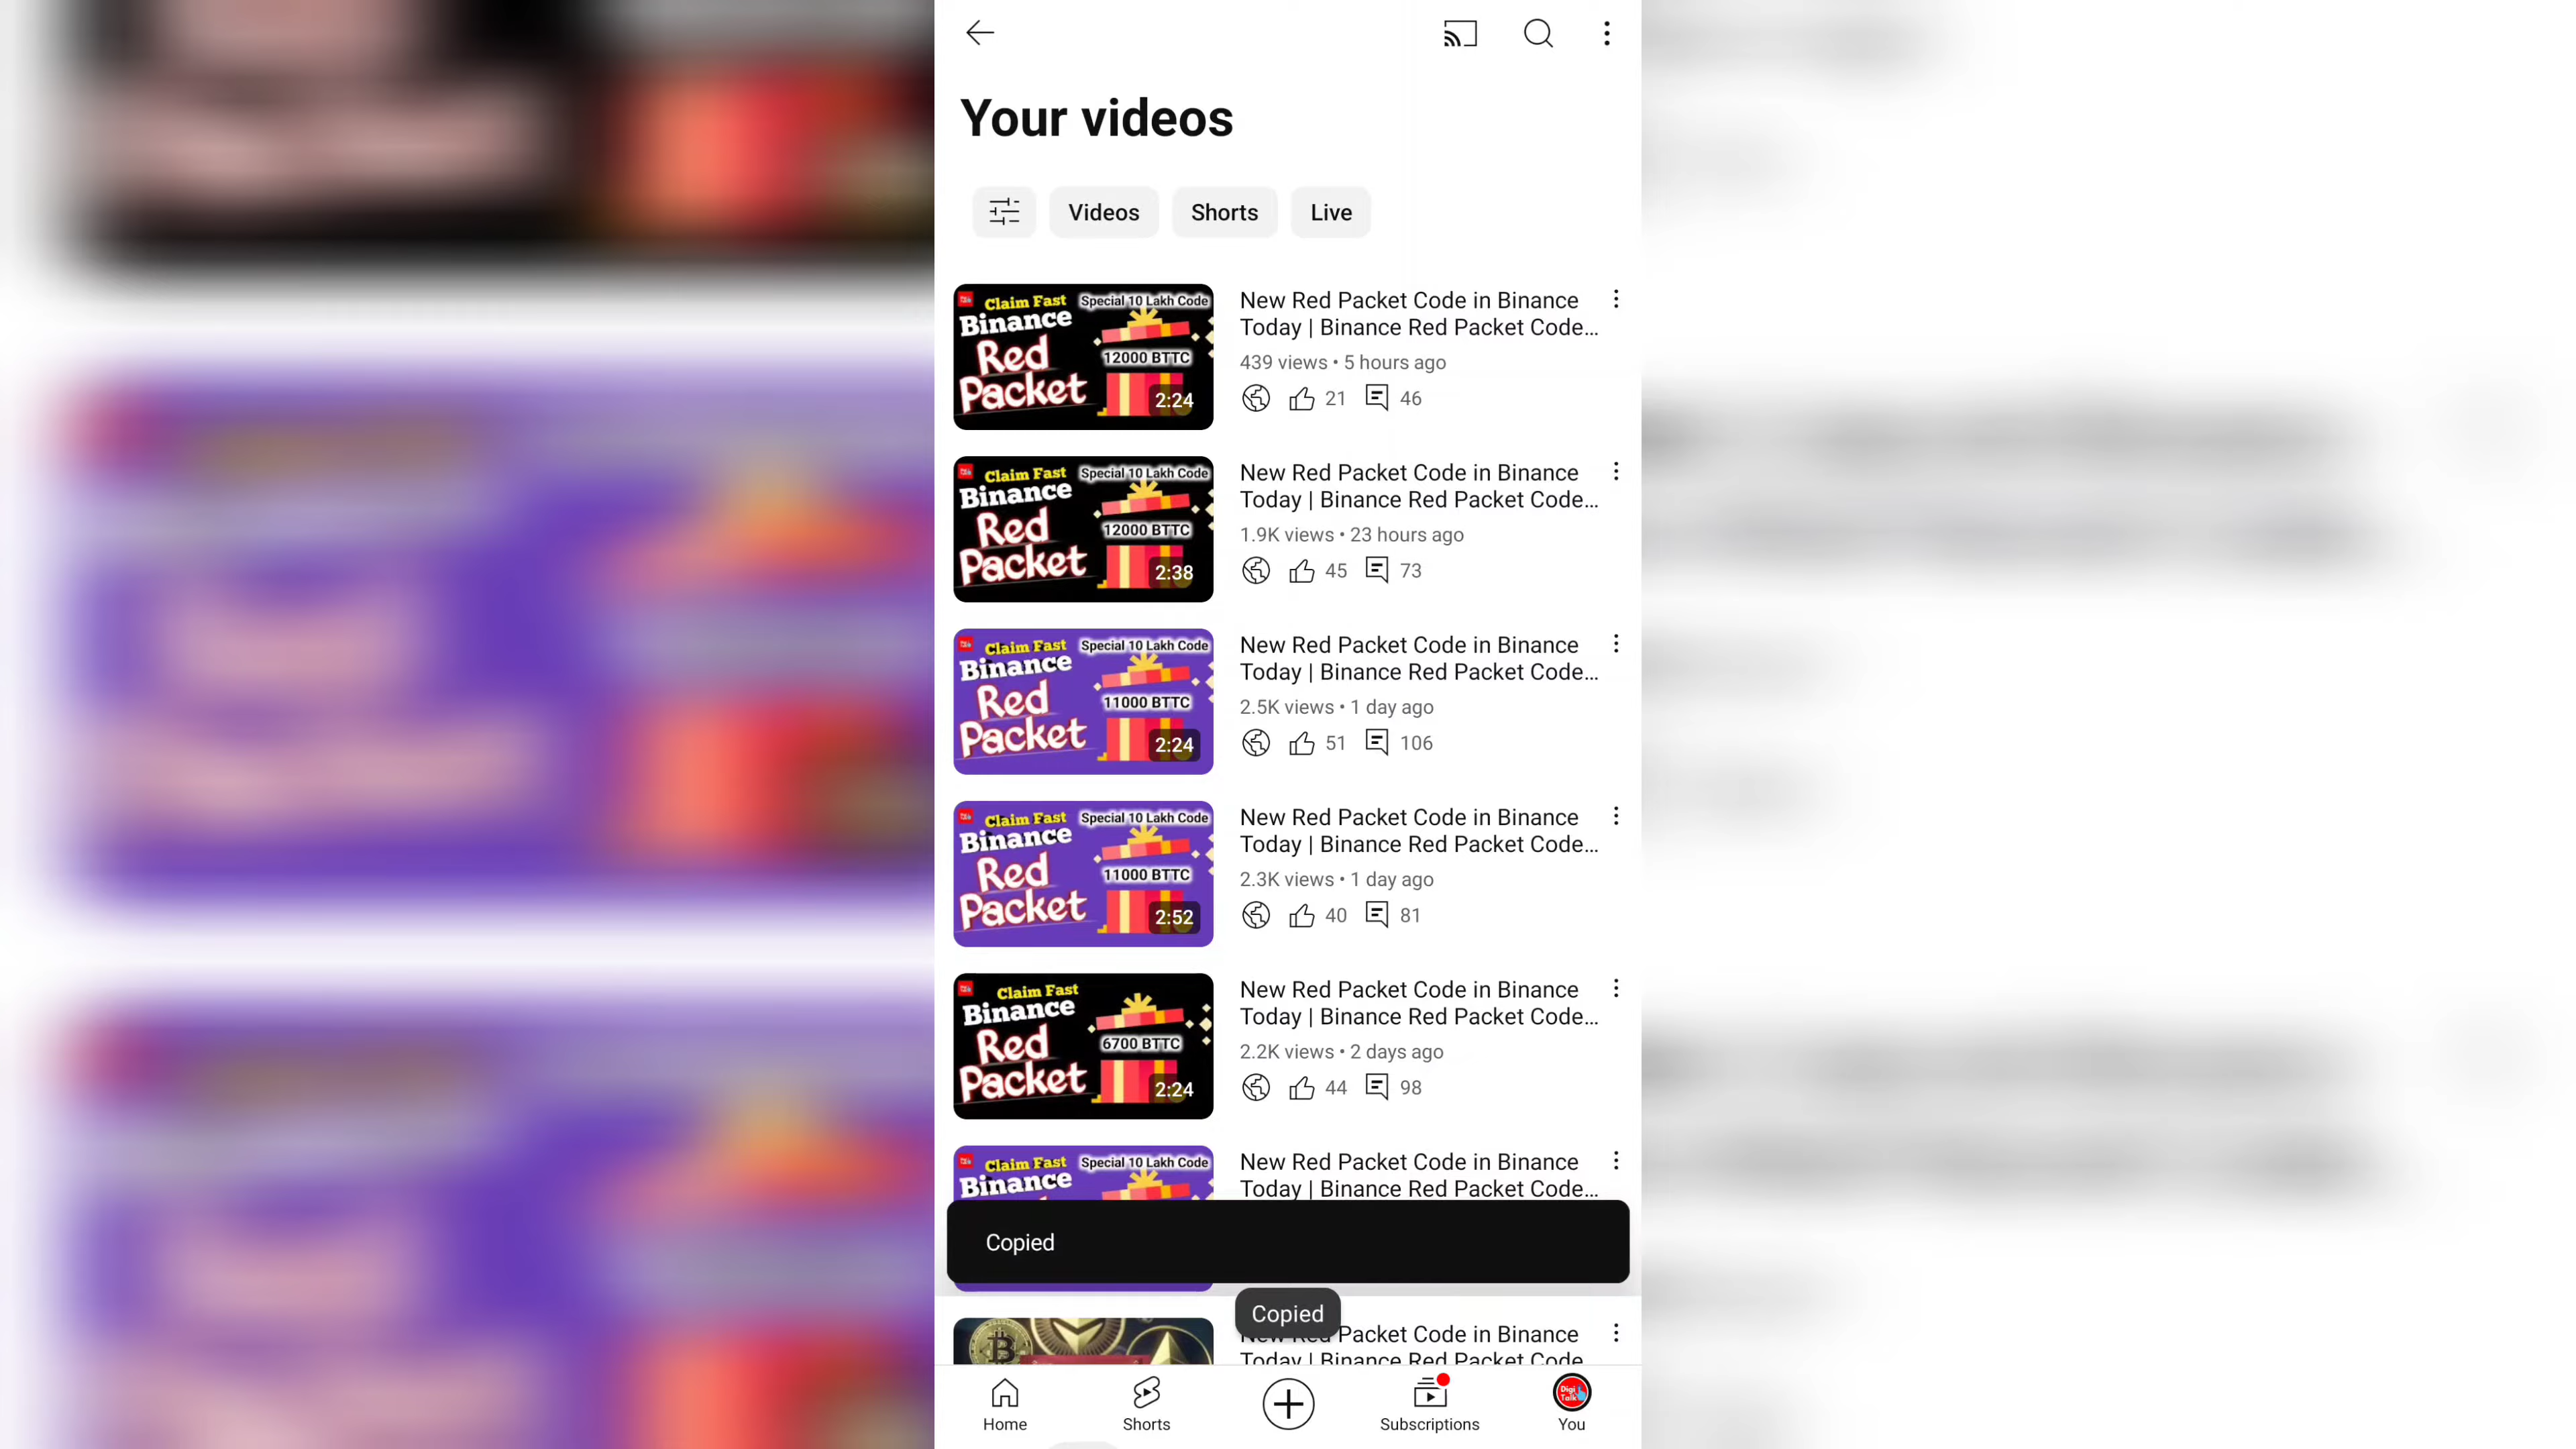 Your videos
Videos
Shorts
Live
Claim Fast
Special 10 Lakh Code
Binance
Red
12000 BTTC
Packet
2:24
New Red Packet Code in Binance
Today | Binance Red Packet Code...
439 views • 5 hours ago
21
46
Claim Fast
Special 10 Lakh Code
Binance
Red
12000 BTTC
Packet
2:38
New Red Packet Code in Binance
Today | Binance Red Packet Code...
1.9K views • 23 hours ago
45
73
Claim Fast
Special 10 Lakh Code
Binance
Red
11000 BTTC
Packet
2:24
New Red Packet Code in Binance
Today | Binance Red Packet Code...
2.5K views • 1 day ago
51
106
Claim Fast
Special 10 Lakh Code
Binance
Red
11000 BTTC
Packet
2:52
New Red Packet Code in Binance
Today | Binance Red Packet Code...
2.3K views • 1 day ago
40
81
Claim Fast
Binance
Red
6700 BTTC
Packet
2:24
New Red Packet Code in Binance
Today | Binance Red Packet Code...
2.2K views • 2 days ago
44
98
Claim Fast
Special 10 Lakh Code
Binance
New Red Packet Code in Binance
Today | Binance Red Packet Code...
Copied
Copied
New Red Packet Code in Binance
Today | Binance Red Packet Code
Home
Shorts
Subscriptions
Digi
Talk
You